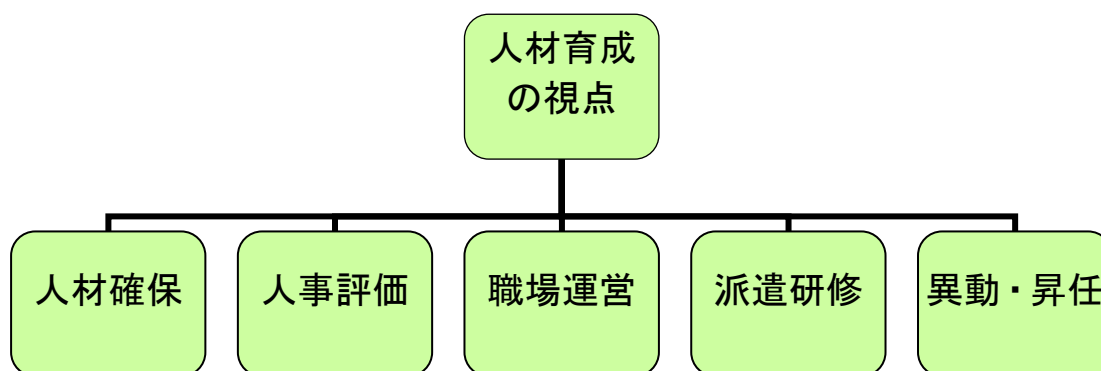 人材育成
の視点
人材確保
人事評価
職場運営
派遣研修
異動・昇任